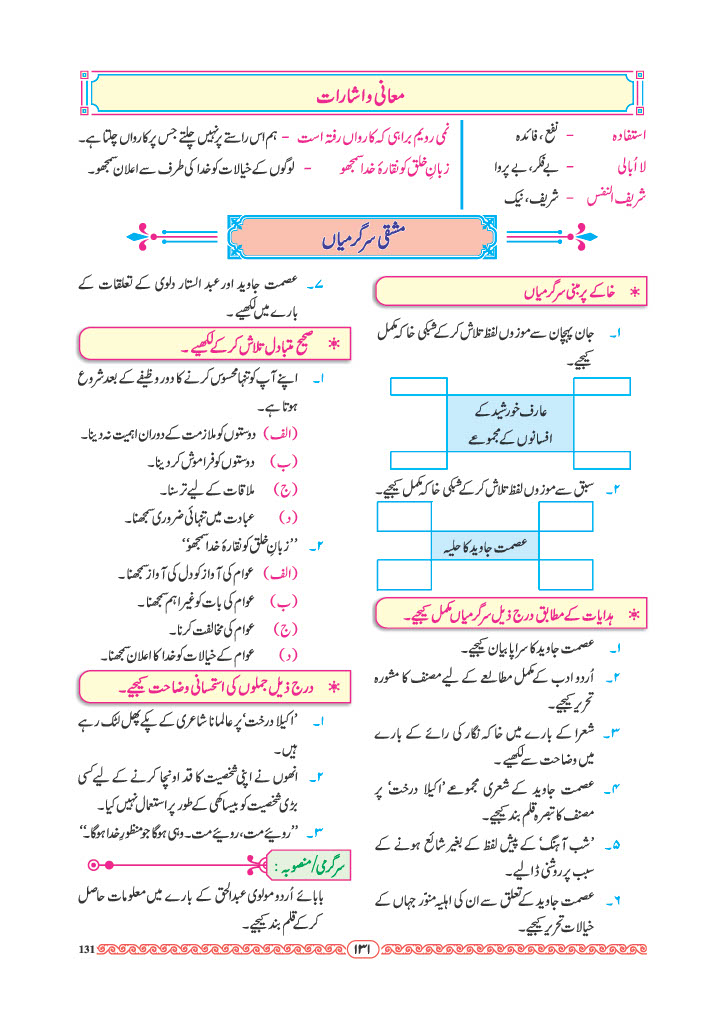 معانی و اشارات
استفادہ – نفع، فائدہ
لا اُبالی – بے فکر، بے پروا
شریف النفس – شریف، نیک
نمی رویم براہی کہ کارواں رفتہ است – ہم اس راستے پر نہیں چلتے جس پر کارواں چلتا ہے۔
زبانِ خلق کو نقارۂ خدا سمجھو – لوگوں کے خیالات کو خدا کی طرف سے اعلان سمجھو۔
مشقی سرگرمیاں
* خاکے پر مبنی سرگرمیاں
۱۔ جان پہچان سے موزوں لفظ تلاش کر کے شبکی خاکہ مکمل
کیجیے۔
عارف خورشید کے
افسانوں کے مجموعے
۲۔ سبق سے موزوں لفظ تلاش کر کے شبکی خاکہ مکمل کیجیے۔
عصمت جاوید کا حلیہ
* ہدایات کے مطابق درج ذیل سرگرمیاں مکمل کیجیے۔
۱۔ عصمت جاوید کا سراپا بیان کیجیے۔
۲۔ اُردو ادب کے مکمل مطالعے کے لیے مصنف کا مشورہ
تحریر کیجیے۔
۳۔ شعرا کے بارے میں خاکہ نگار کی رائے کے بارے
میں وضاحت سے لکھیے۔
۴۔ عصمت جاوید کے شعری مجموعے ’اکیلا درخت‘ پر
مصنف کا تبصرہ قلم بند کیجیے۔
۵۔ ’شب آہنگ‘ کے پیش لفظ کے بغیر شائع ہونے کے
سبب پر روشنی ڈالیے۔
۶۔ عصمت جاوید کے تعلق سے ان کی اہلیہ منوّر جہاں کے
خیالات تحریر کیجیے۔
۷۔ عصمت جاوید اور عبد الستار دلوی کے تعلقات کے
بارے میں لکھیے۔
* صحیح متبادل تلاش کر کے لکھیے۔
۱۔ اپنے آپ کو تنہا محسوس کرنے کا دور وظیفے کے بعد شروع
ہوتا ہے۔
(الف) دوستوں کو ملازمت کے دوران اہمیت نہ دینا۔
(ب) دوستوں کو فراموش کر دینا۔
(ج) ملاقات کے لیے ترسنا۔
(د) عبادت میں تنہائی ضروری سمجھنا۔
۲۔ ’’زبانِ خلق کو نقارۂ خدا سمجھو‘‘
(الف) عوام کی آواز کو دل کی آواز سمجھنا۔
(ب) عوام کی بات کو غیر اہم سمجھنا۔
(ج) عوام کی مخالفت کرنا۔
(د) عوام کے خیالات کو خدا کا اعلان سمجھنا۔
* درج ذیل جملوں کی استحسانی وضاحت کیجیے۔
۱۔ ’اکیلا درخت‘ پر عالمانا شاعری کے پکے پھل لٹک رہے
ہیں۔
۲۔ انھوں نے اپنی شخصیت کا قد اونچا کرنے کے لیے کسی
بڑی شخصیت کو بیساکھی کے طور پر استعمال نہیں کیا۔
۳۔ ’’رویئے مت، رویئے مت۔ وہی ہوگا جو منظورِ خدا ہوگا۔‘‘
سرگرمی/منصوبہ :
بابائے اُردو مولوی عبدالحق کے بارے میں معلومات حاصل
کر کے قلم بند کیجیے۔
۱۳۱
131